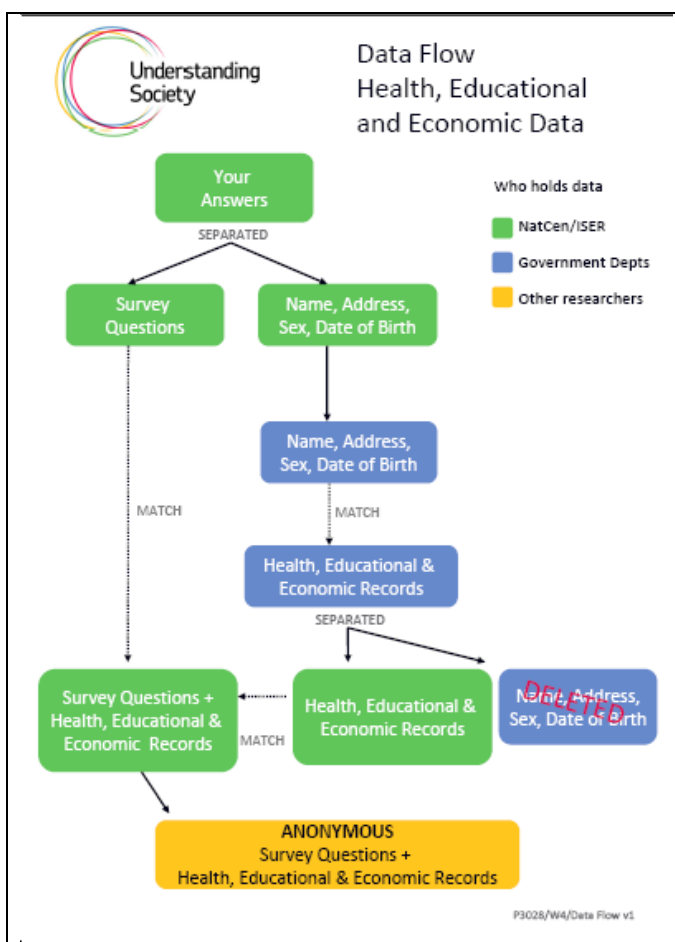 Understanding
Society
Data Flow
Health, Educational
and Economic Data
Who holds data
NatCen/ISER
Government Depts
Other researchers
Your
Answers
SEPARATED
Survey
Questions
Name, Address,
Sex, Date of Birth
Name, Address,
Sex, Date of Birth
MATCH
MATCH
Health, Educational &
Economic Records
SEPARATED
Survey Questions +
Health, Educational &
Economic Records
MATCH
Health, Educational &
Economic Records
Name, Address,
Sex, Date of Birth
DELETED
ANONYMOUS
Survey Questions +
Health, Educational & Economic Records
P3028/W4/Data Flow v1